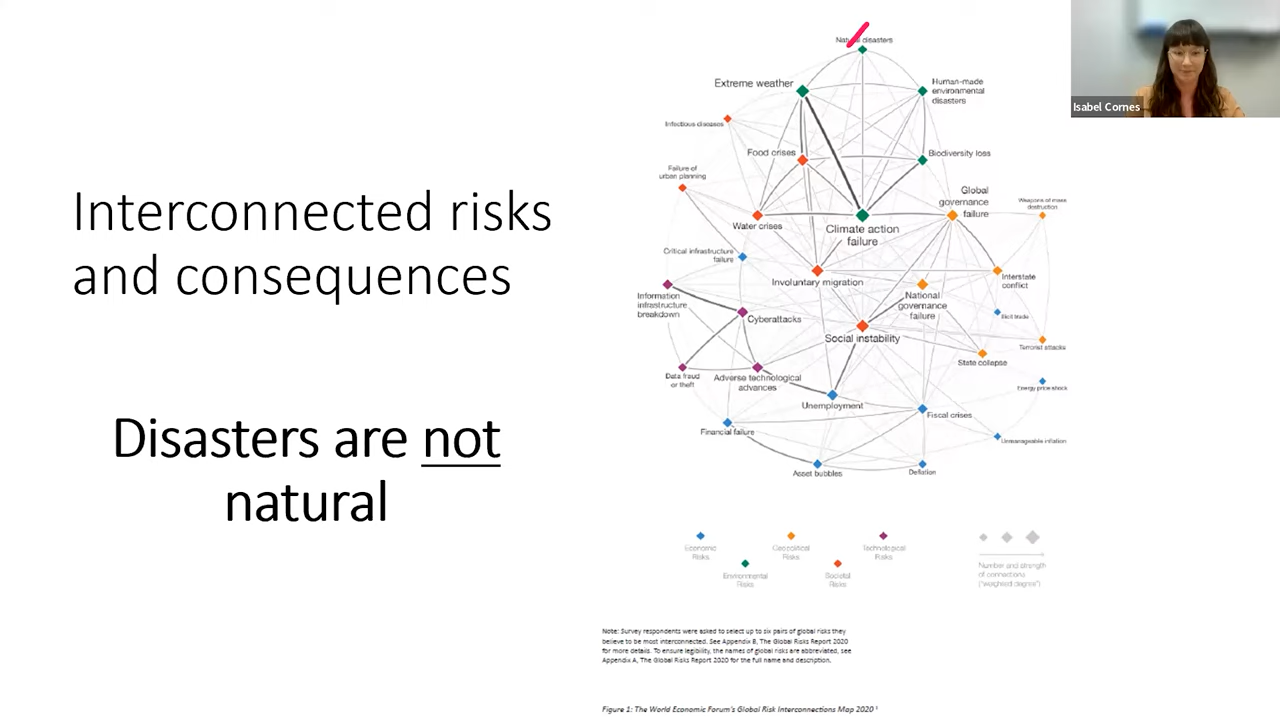 Interconnected risks
and consequences
Disasters are not
natural
Natural disasters
Extreme weather
Human-made
environmental
disasters
Infectious diseases
Food crises
Biodiversity loss
Failure of
urban planning
Global
governance
failure
Weapons of mass
destruction
Water crises
Climate action
failure
Critical infrastructure
failure
Involuntary migration
Interstate
conflict
Information
infrastructure
breakdown
National
governance
failure
Cyberattacks
Illicit trade
Social instability
Terrorist attacks
State collapse
Data fraud
or theft
Adverse technological
advances
Energy price shock
Unemployment
Fiscal crises
Financial failure
Unmanageable inflation
Asset bubbles
Deflation
Economic
Risks
Geopolitical
Risks
Technological
Risks
Environmental
Risks
Societal
Risks
Number and strength
of connections
("weighted degree")
Note: Survey respondents were asked to select up to six pairs of global risks they
believe to be most interconnected. See Appendix B, The Global Risks Report 2020
for more details. To ensure legibility, the names of global risks are abbreviated, see
Appendix A, The Global Risks Report 2020 for the full name and description.
Figure 1: The World Economic Forum's Global Risk Interconnections Map 2020 ¹
Isabel Cornes